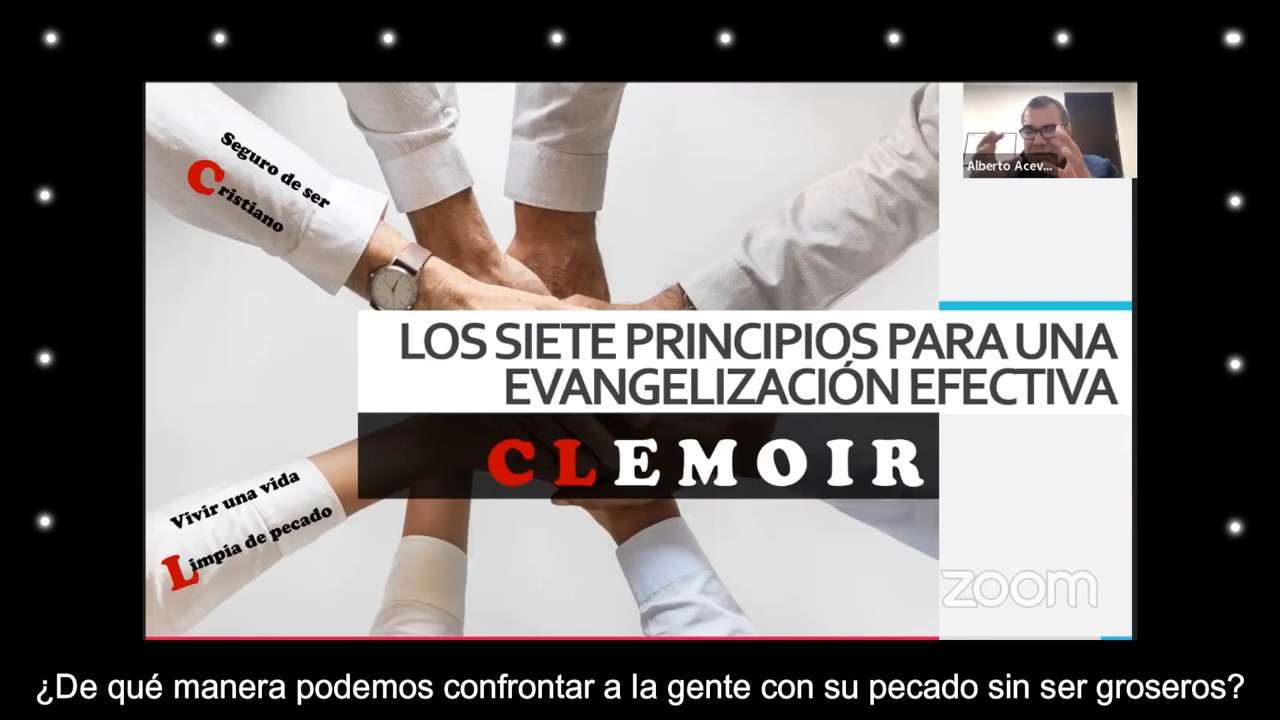 Seguro de ser
Cristiano
Alberto Acev...
LOS SIETE PRINCIPIOS PARA UNA
EVANGELIZACIÓN EFECTIVA
CLEMOIR
Vivir una vida
Limpia de pecado
zoom
¿De qué manera podemos confrontar a la gente con su pecado sin ser groseros?